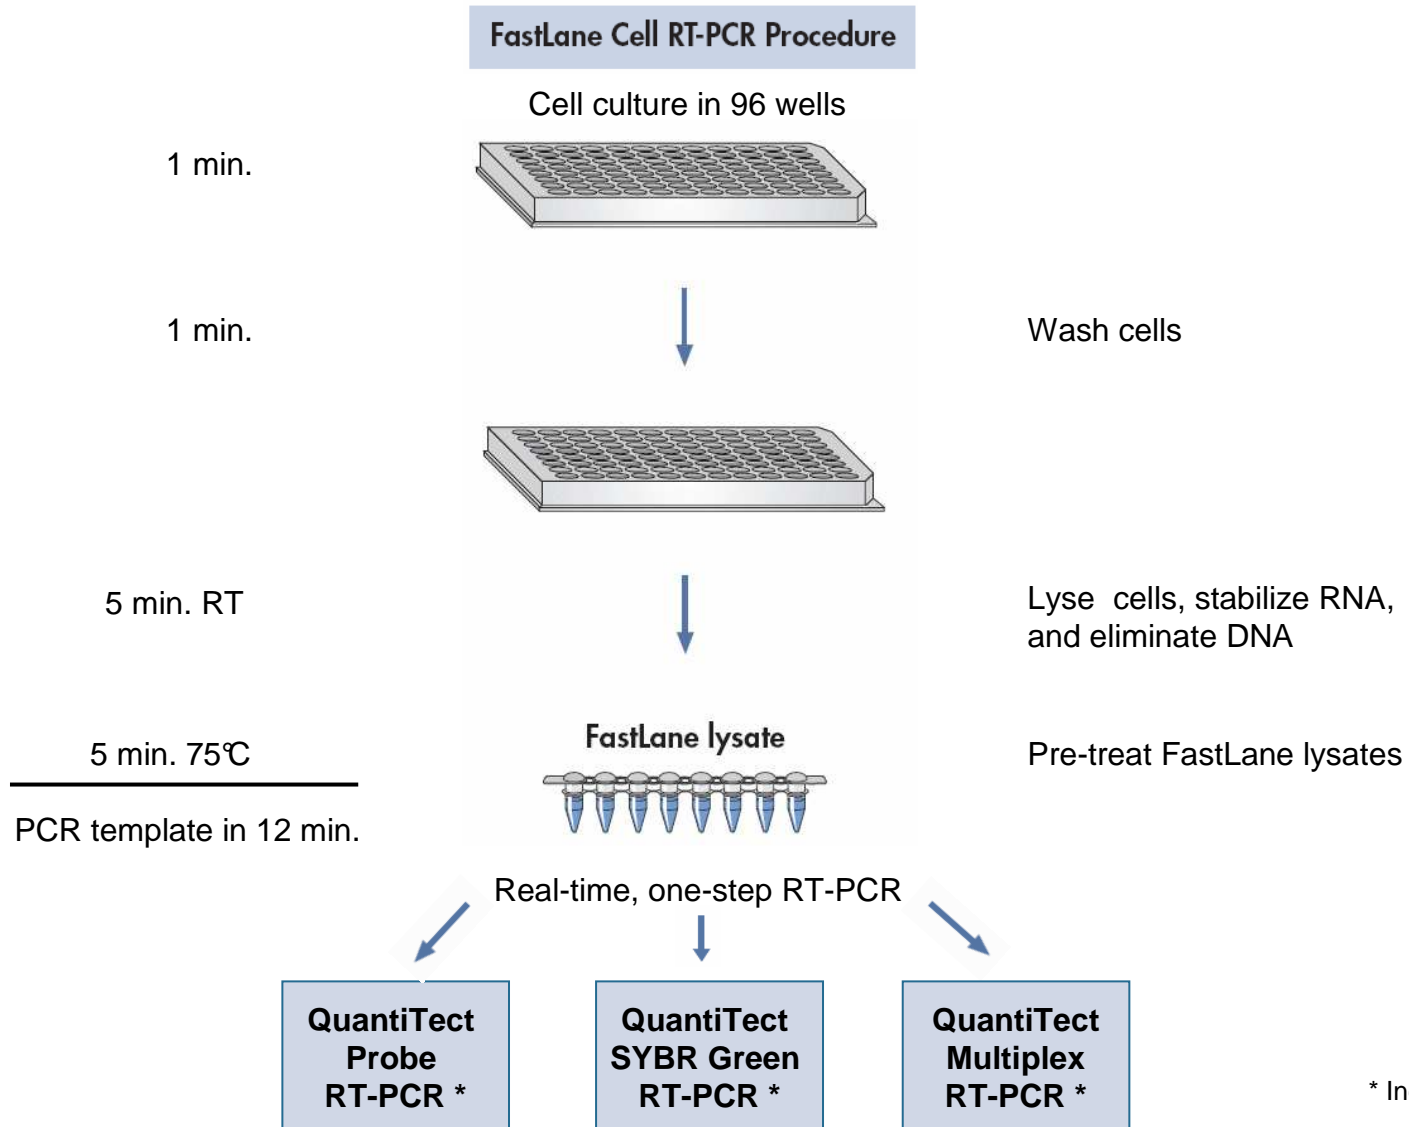 FastLane Cell RT-PCR Procedure
Cell culture in 96 wells
1 min.
1 min.
Wash cells
5 min. RT
Lyse cells, stabilize RNA,
and eliminate DNA
5 min. 75°C
FastLane lysate
Pre-treat FastLane lysates
PCR template in 12 min.
Real-time, one-step RT-PCR
QuantiTect
Probe
RT-PCR *
QuantiTect
SYBR Green
RT-PCR *
QuantiTect
Multiplex
RT-PCR *
* In